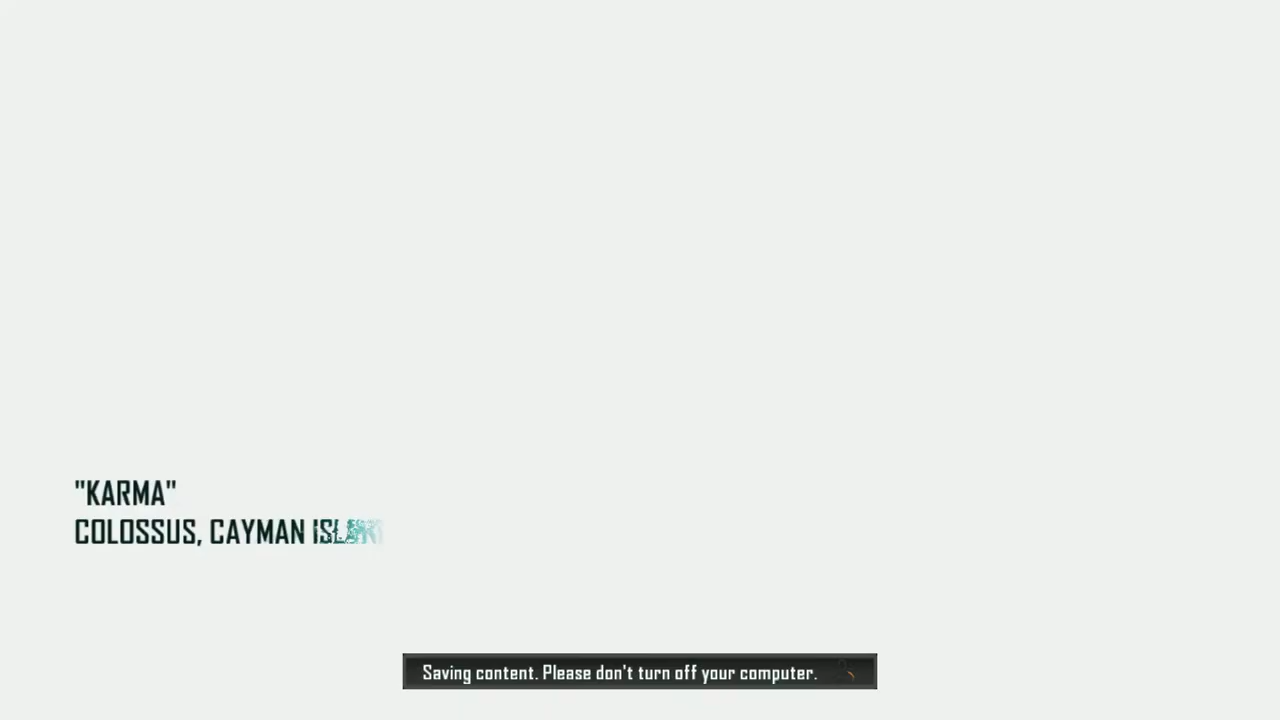 "KARMA"
COLOSSUS, CAYMAN
Saving content. Please don't turn off your computer.